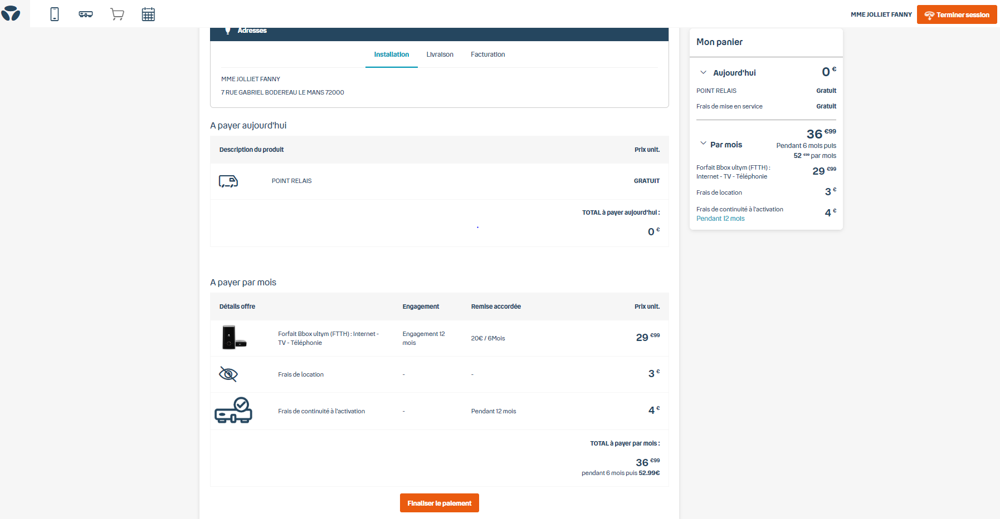 MME JOLLIET FANNY
Terminer session
Adresses
Installation Livraison Facturation
MME JOLLIET FANNY
7 RUE GABRIEL BODEREAU LE MANS 72000
A payer aujourd'hui
Description du produit Prix unit.
POINT RELAIS GRATUIT
TOTAL à payer aujourd'hui :
0 €
A payer par mois
Détails offre Engagement Remise accordée Prix unit.
Forfait Bbox ultym (FTTH) : Internet -
TV - Téléphonie
Engagement 12
mois
20€ / 6Mois
29 €99
Frais de location - - 3 €
Frais de continuité à l'activation - Pendant 12 mois 4 €
TOTAL à payer par mois :
36 €99
pendant 6 mois puis 52.99€
Finaliser le paiement
Mon panier
Aujourd'hui 0 €
POINT RELAIS Gratuit
Frais de mise en service Gratuit
Par mois
36 €99
Pendant 6 mois puis
52 €99 par mois
Forfait Bbox ultym (FTTH) :
Internet - TV - Téléphonie
29 €99
Frais de location 3 €
Frais de continuité à l'activation
Pendant 12 mois
4 €